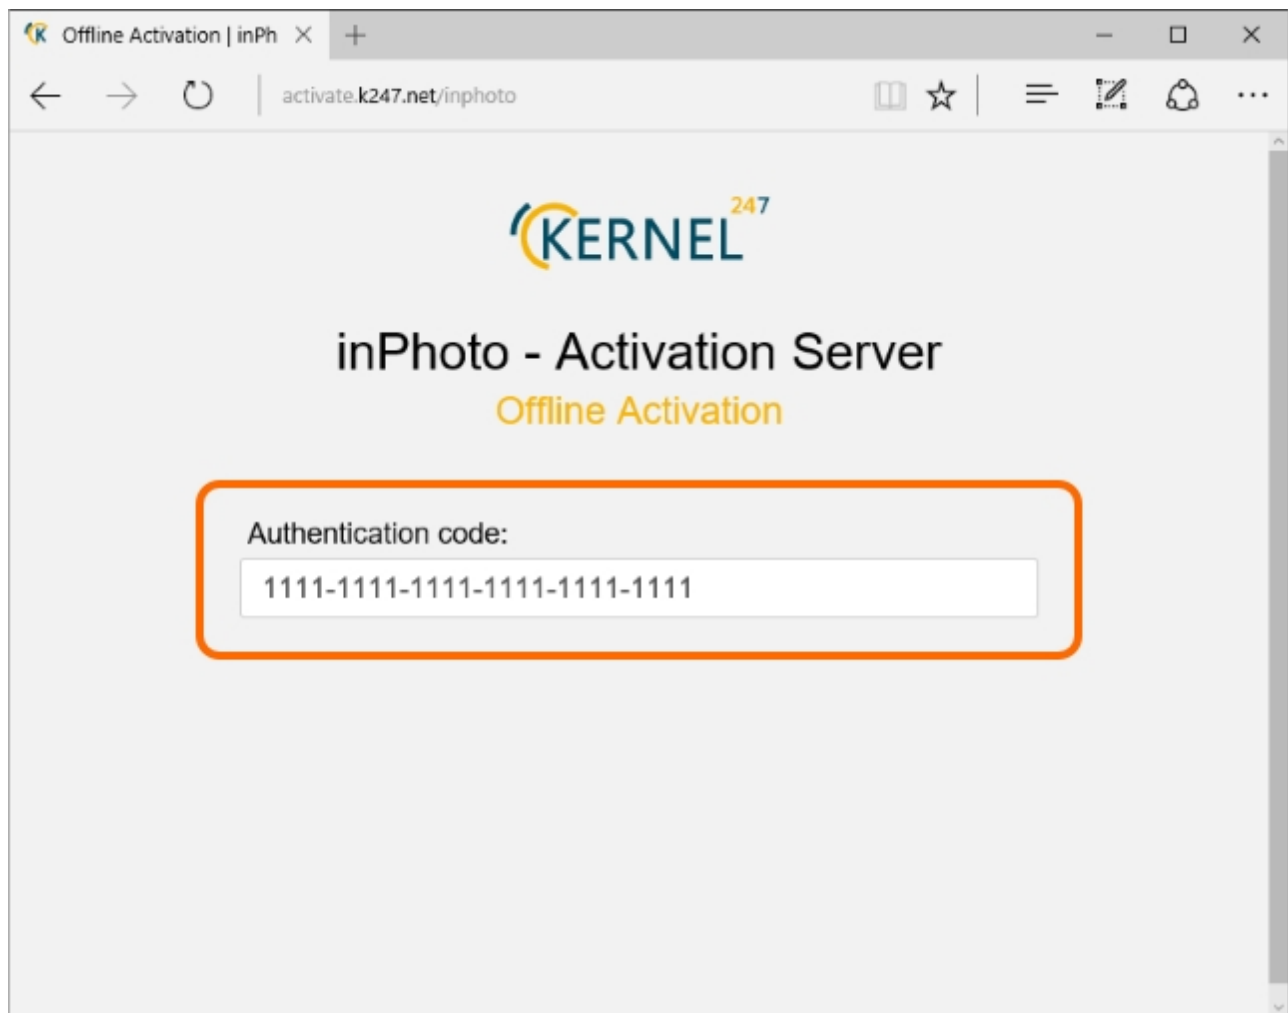 Offline Activation | inPh
activate.k247.net/inphoto
KERNEL 247
inPhoto - Activation Server
Offline Activation
Authentication code:
1111-1111-1111-1111-1111-1111